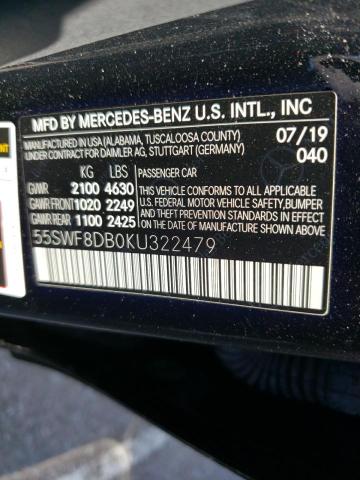 MFD BY MERCEDES-BENZ U.S. INTL., INC
MANUFACTURED IN USA (ALABAMA, TUSCALOOSA COUNTY) 07/19
UNDER CONTRACT FOR DAIMLER AG, STUTTGART (GERMANY) 040
KG LBS PASSENGER CAR
GVWR 2100 4630
GAWR FRONT 1020 2249
GAWR REAR 1100 2425
THIS VEHICLE CONFORMS TO ALL APPLICABLE
U.S. FEDERAL MOTOR VEHICLE SAFETY, BUMPER
AND THEFT PREVENTION STANDARDS IN EFFECT
ON THE DATE OF MANUFACTURE SHOWN ABOVE
55SWF8DB0KU322479